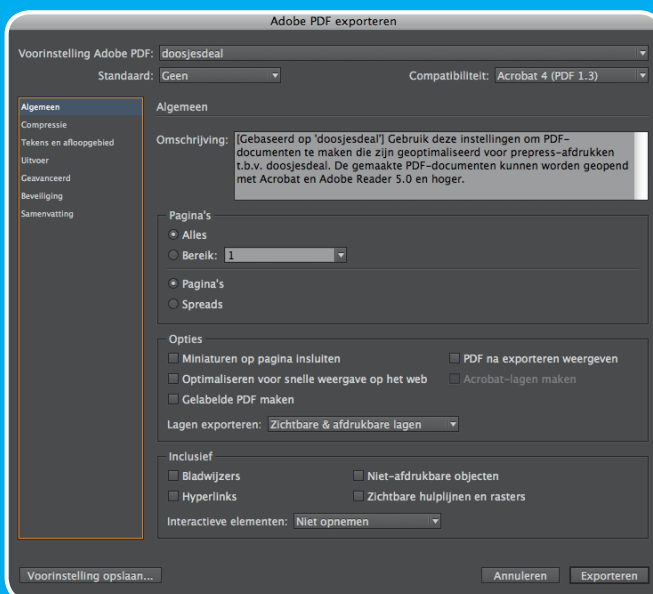 Adobe PDF exporteren
Voorinstelling Adobe PDF: doosjesdeal
Standaard: Geen Compatibiliteit: Acrobat 4 (PDF 1.3)
Algemeen
Compressie
Tekens en afloopgebied
Uitvoer
Geavanceerd
Beveiliging
Samenvatting
Algemeen
Omschrijving: [Gebaseerd op 'doosjesdeal'] Gebruik deze instellingen om PDF-
documenten te maken die zijn geoptimaliseerd voor prepress-afdrukken
t.b.v. doosjesdeal. De gemaakte PDF-documenten kunnen worden geopend
met Acrobat en Adobe Reader 5.0 en hoger.
Pagina's
Alles
Bereik: 1
Pagina's
Spreads
Opties
Miniaturen op pagina insluiten PDF na exporteren weergeven
Optimaliseren voor snelle weergave op het web Acrobat-lagen maken
Gelabelde PDF maken
Lagen exporteren: Zichtbare & afdrukbare lagen
Inclusief
Bladwijzers Niet-afdrukbare objecten
Hyperlinks Zichtbare hulplijnen en rasters
Interactieve elementen: Niet opnemen
Voorinstelling opslaan... Annuleren Exporteren